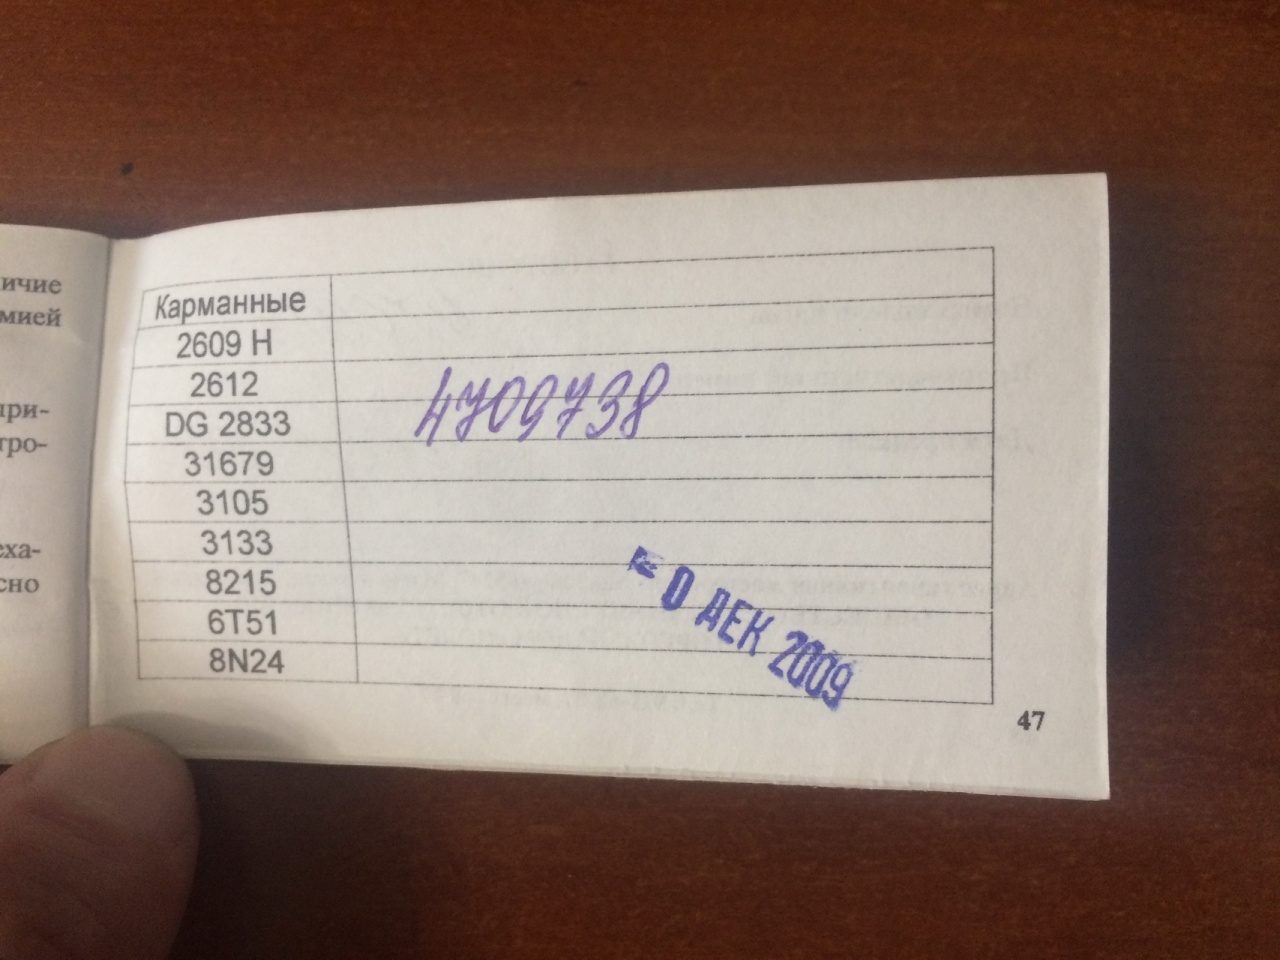 Карманные
2609 Н
2612
DG 2833
4709738
31679
3105
3133
8215
6T51
8N24
0 ДЕК 2009
47
ичие
мией
при-
тро-
еха-
сно